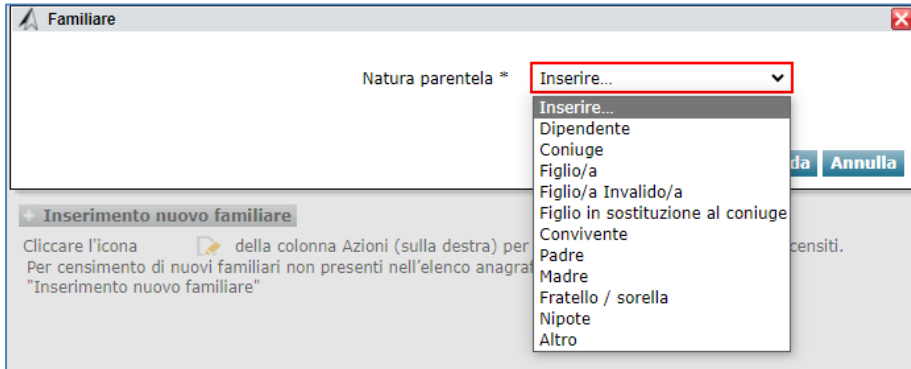 Familiare
Natura parentela * Inserire...
Inserire...
Dipendente
Coniuge
Figlio/a
Figlio/a Invalido/a
Figlio in sostituzione al coniuge
Convivente
Padre
Madre
Fratello / sorella
Nipote
Altro
da Annulla
+ Inserimento nuovo familiare
Cliccare l'icona della colonna Azioni (sulla destra) per censiti.
Per censimento di nuovi familiari non presenti nell'elenco anagraf
"Inserimento nuovo familiare"